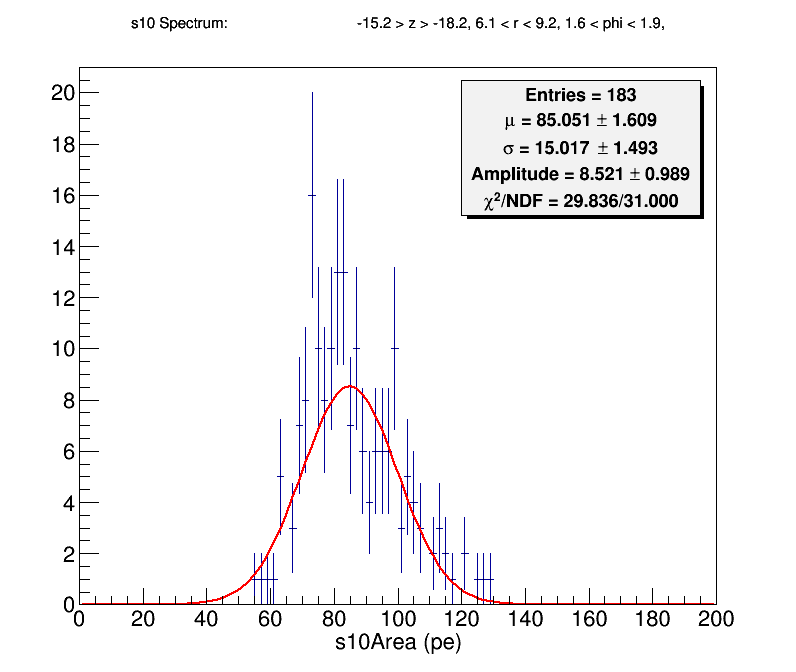 s10 Spectrum: -15.2 > z > -18.2, 6.1 < r < 9.2, 1.6 < phi < 1.9,
Entries = 183
μ = 85.051 ± 1.609
σ = 15.017 ± 1.493
Amplitude = 8.521 ± 0.989
χ²/NDF = 29.836/31.000
20
18
16
14
12
10
8
6
4
2
0
0 20 40 60 80 100 120 140 160 180 200
s10Area (pe)